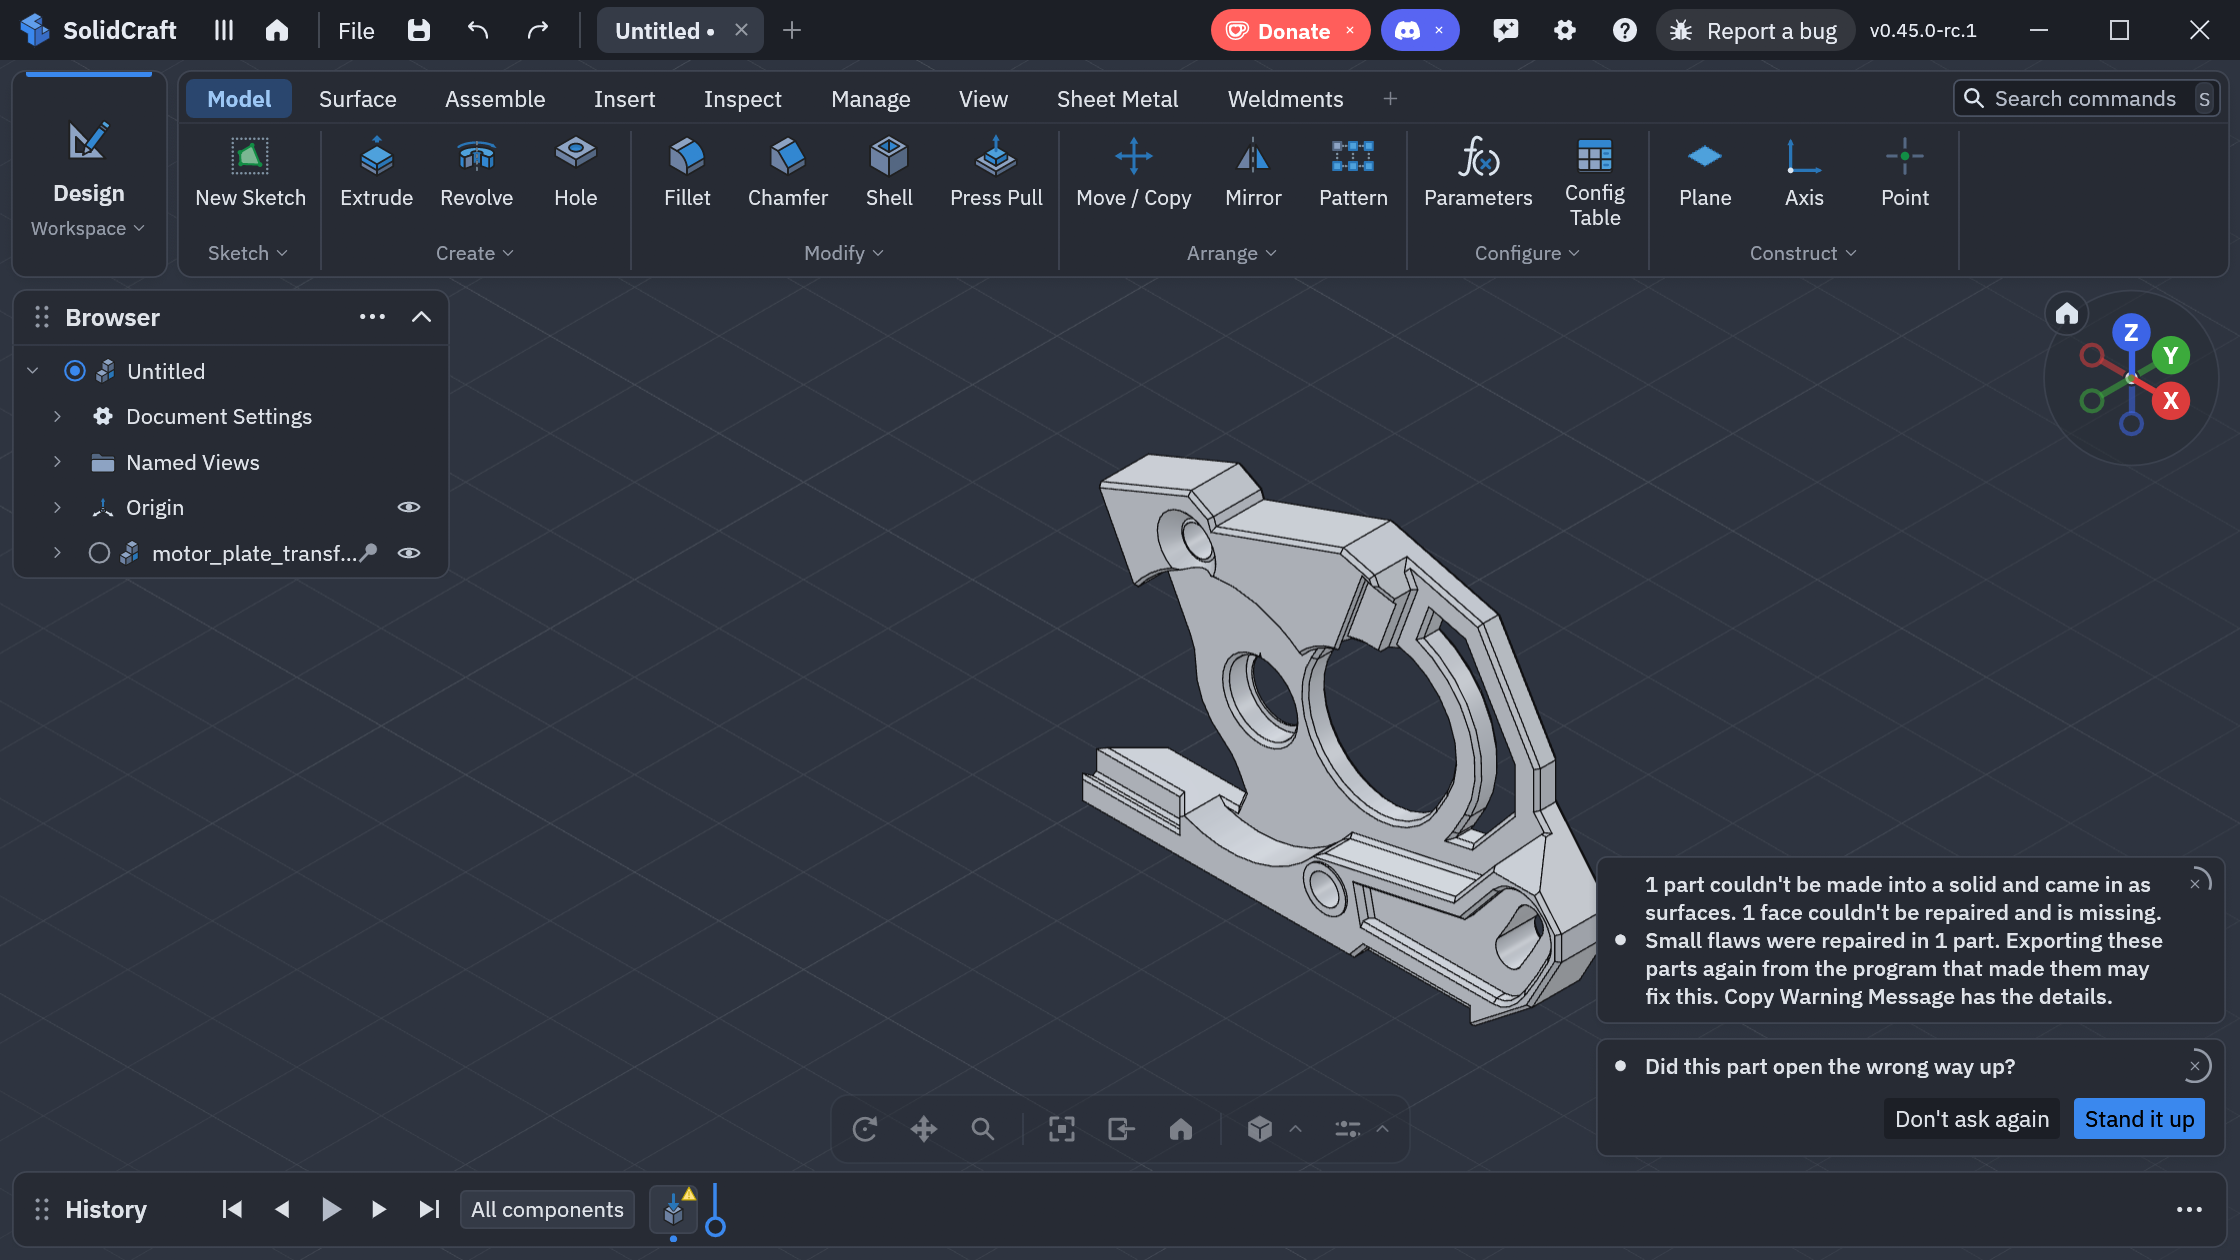 SolidCraft
File
Untitled •
Donate
Report a bug
v0.45.0-rc.1
Design
Workspace
Model
Surface
Assemble
Insert
Inspect
Manage
View
Sheet Metal
Weldments
Search commands
S
New Sketch
Extrude
Revolve
Hole
Fillet
Chamfer
Shell
Press Pull
Move / Copy
Mirror
Pattern
Parameters
Config
Table
Plane
Axis
Point
Sketch
Create
Modify
Arrange
Configure
Construct
Browser
Untitled
Document Settings
Named Views
Origin
motor_plate_transf...
Z
Y
X
1 part couldn't be made into a solid and came in as
surfaces. 1 face couldn't be repaired and is missing.
Small flaws were repaired in 1 part. Exporting these
parts again from the program that made them may
fix this. Copy Warning Message has the details.
Did this part open the wrong way up?
Don't ask again
Stand it up
History
All components